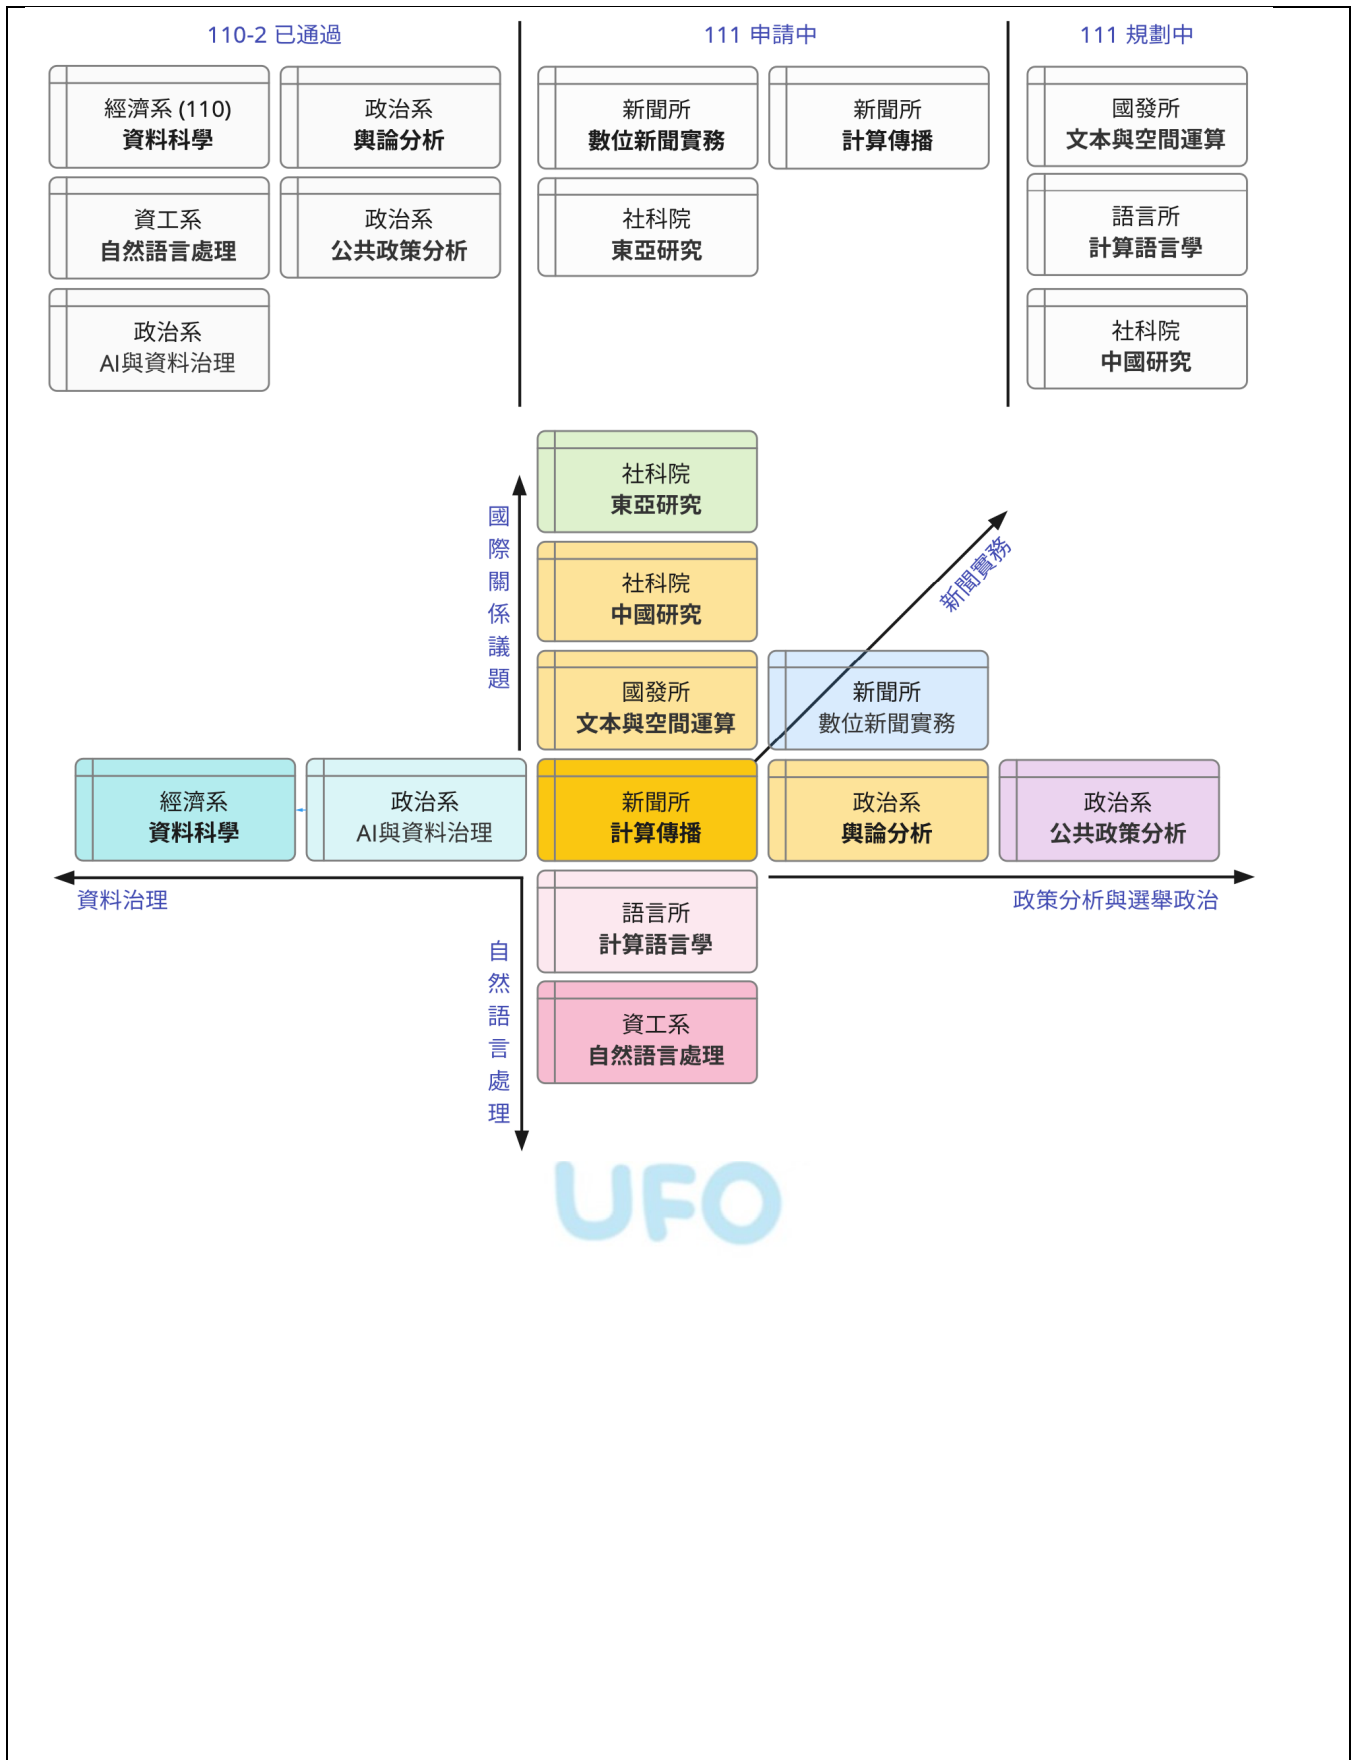 110-2 已通過
111 申請中
111 規劃中
經濟系 (110)
資料科學
政治系
輿論分析
新聞所
數位新聞實務
新聞所
計算傳播
國發所
文本與空間運算
資工系
自然語言處理
政治系
公共政策分析
社科院
東亞研究
語言所
計算語言學
政治系
AI與資料治理
社科院
中國研究
社科院
東亞研究
國際關係議題
新聞實務
社科院
中國研究
國發所
文本與空間運算
新聞所
數位新聞實務
經濟系
資料科學
政治系
AI與資料治理
新聞所
計算傳播
政治系
輿論分析
政治系
公共政策分析
資料治理
政策分析與選舉政治
語言所
計算語言學
自然語言處理
資工系
自然語言處理
UFO